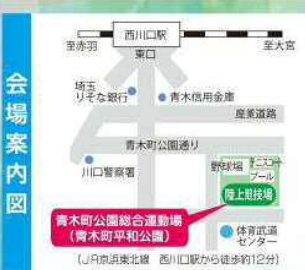 会場案内図
至赤羽
西川口駅
至大宮
東口
埼玉
りそな銀行
青木信用金庫
産業道路
青木町公園通り
川口警察署
野球場
テニスコート
プール
陸上競技場
青木町公園総合運動場
(青木町平和公園)
体育武道
センター
(JR京浜東北線 西川口駅から徒歩約12分)